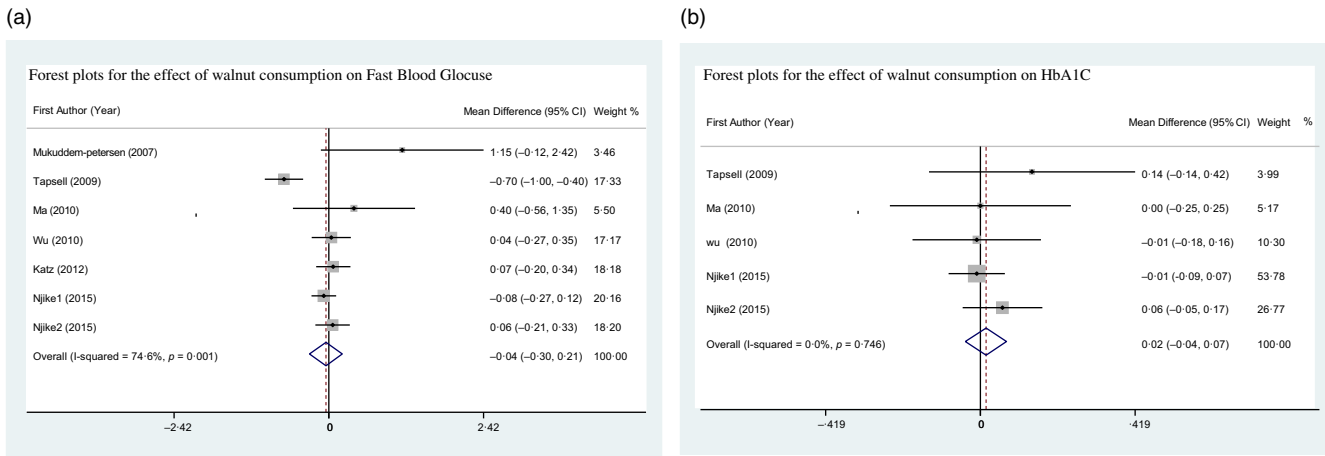 (a)
Forest plots for the effect of walnut consumption on Fast Blood Glocuse
First Author (Year) Mean Difference (95% CI) Weight %
Mukuddem-petersen (2007) 1·15 (–0·12, 2·42) 3·46
Tapsell (2009) –0·70 (–1·00, –0·40) 17·33
Ma (2010) 0·40 (–0·56, 1·35) 5·50
Wu (2010) 0·04 (–0·27, 0·35) 17·17
Katz (2012) 0·07 (–0·20, 0·34) 18·18
Njike1 (2015) –0·08 (–0·27, 0·12) 20·16
Njike2 (2015) 0·06 (–0·21, 0·33) 18·20
Overall (I-squared = 74·6%, p = 0·001) –0·04 (–0·30, 0·21) 100·00
–2·42 0 2·42
(b)
Forest plots for the effect of walnut consumption on HbA1C
First Author (Year) Mean Difference (95% CI) Weight %
Tapsell (2009) 0·14 (–0·14, 0·42) 3·99
Ma (2010) 0·00 (–0·25, 0·25) 5·17
wu (2010) –0·01 (–0·18, 0·16) 10·30
Njike1 (2015) –0·01 (-0·09, 0·07) 53·78
Njike2 (2015) 0·06 (–0·05, 0·17) 26·77
Overall (I-squared = 0·0%, p = 0·746) 0·02 (–0·04, 0·07) 100·00
–·419 0 ·419